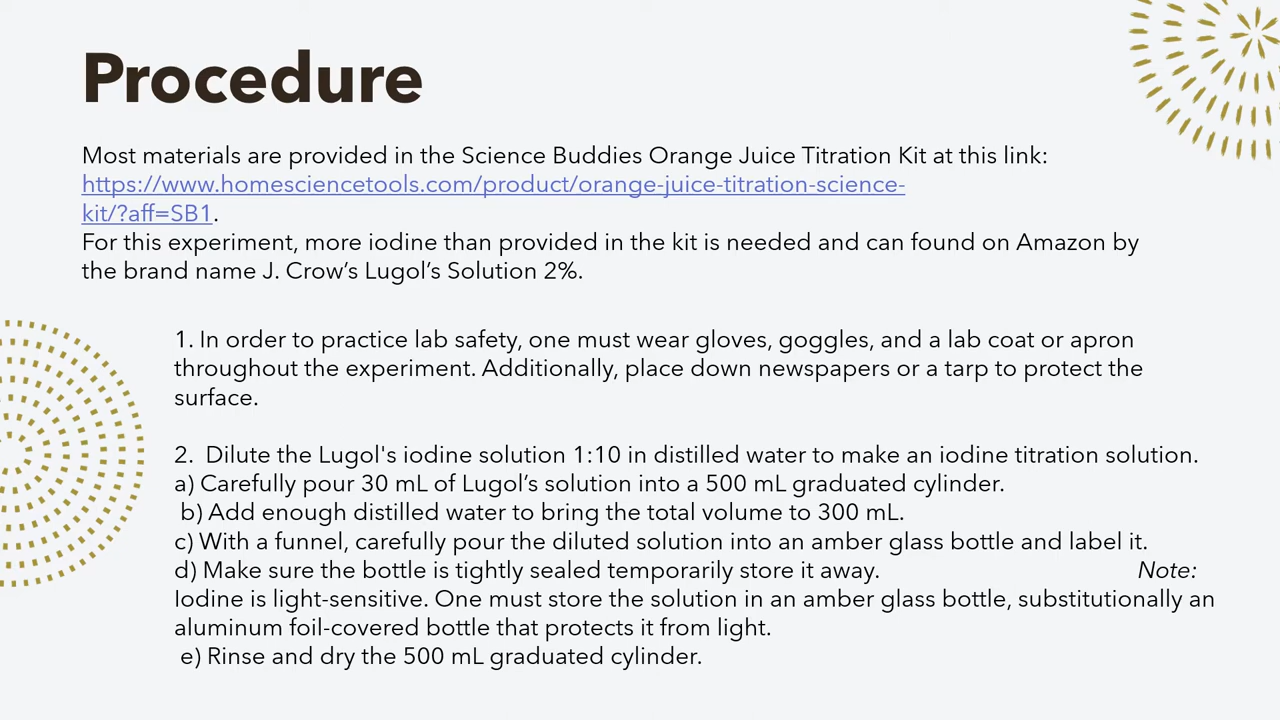 Procedure
Most materials are provided in the Science Buddies Orange Juice Titration Kit at this link:
https://www.homesciencetools.com/product/orange-juice-titration-science-
kit/?aff=SB1.
For this experiment, more iodine than provided in the kit is needed and can found on Amazon by
the brand name J. Crow’s Lugol’s Solution 2%.
1. In order to practice lab safety, one must wear gloves, goggles, and a lab coat or apron
throughout the experiment. Additionally, place down newspapers or a tarp to protect the
surface.
2.  Dilute the Lugol's iodine solution 1:10 in distilled water to make an iodine titration solution.
a) Carefully pour 30 mL of Lugol’s solution into a 500 mL graduated cylinder.
b) Add enough distilled water to bring the total volume to 300 mL.
c) With a funnel, carefully pour the diluted solution into an amber glass bottle and label it.
d) Make sure the bottle is tightly sealed temporarily store it away. Note:
Iodine is light-sensitive. One must store the solution in an amber glass bottle, substitutionally an
aluminum foil-covered bottle that protects it from light.
e) Rinse and dry the 500 mL graduated cylinder.